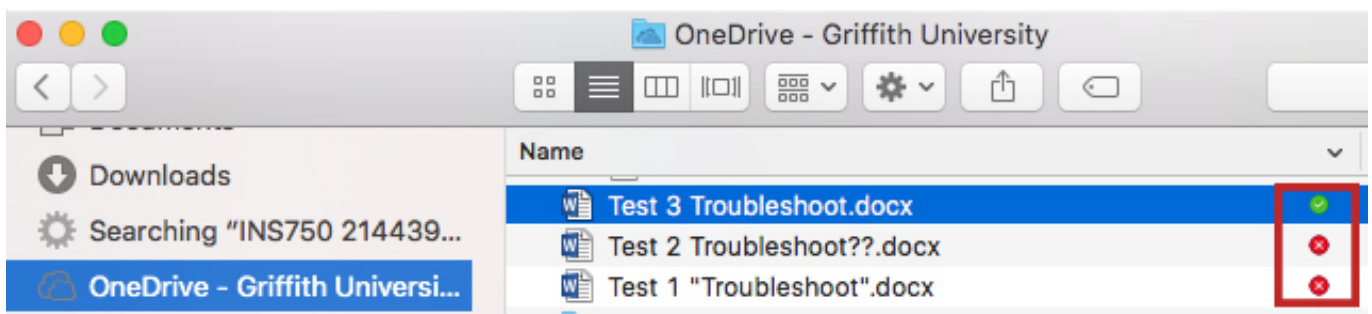 OneDrive - Griffith University
Downloads
Searching "INS750 214439...
OneDrive - Griffith Universi...
Name
Test 3 Troubleshoot.docx
Test 2 Troubleshoot??.docx
Test 1 "Troubleshoot".docx